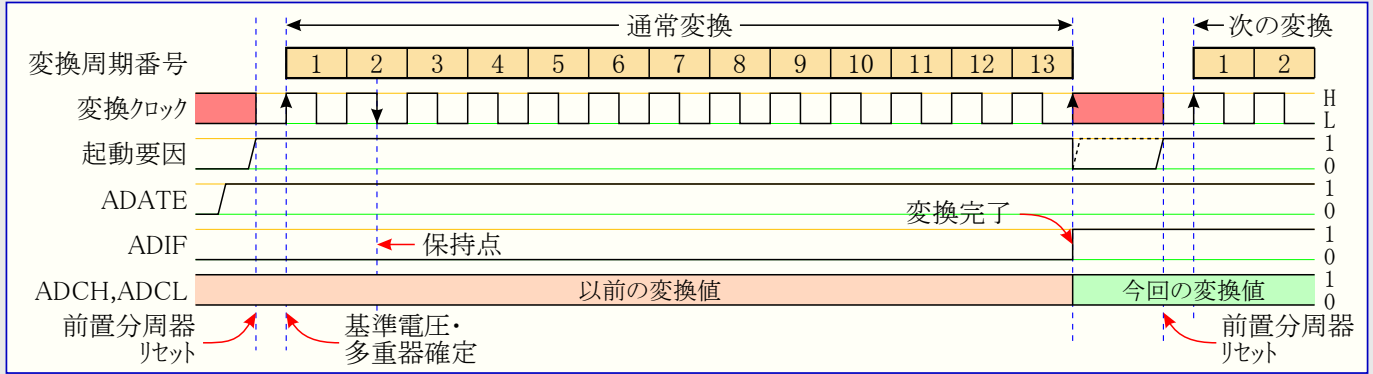 通常変換
次の変換
変換周期番号 1 2 3 4 5 6 7 8 9 10 11 12 13 1 2
変換クロック H
L
起動要因 1
0
ADATE 1
0
変換完了
ADIF 保持点 1
0
ADCH,ADCL 以前の変換値 今回の変換値 1
0
前置分周器
リセット
基準電圧・
多重器確定
前置分周器
リセット